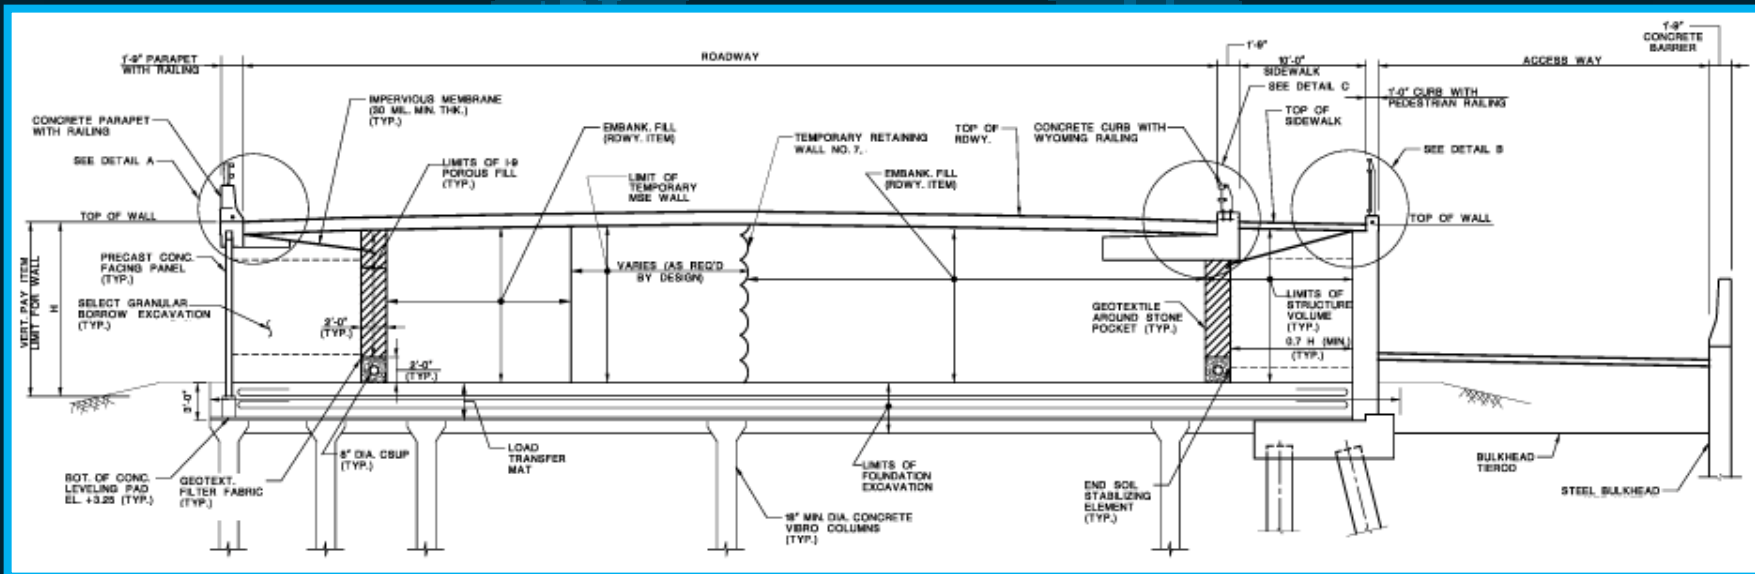 1'-9" PARAPET
WITH RAILING
ROADWAY
1'-9"
10'-0"
SIDEWALK
ACCESS WAY
1'-9"
CONCRETE
BARRIER
SEE DETAIL C
1'-0" CURB WITH
PEDESTRIAN RAILING
IMPERVIOUS MEMBRANE
(30 MIL. MIN. THK.)
(TYP.)
CONCRETE PARAPET
WITH RAILING
SEE DETAIL A
EMBANK. FILL
(RDWY. ITEM)
TEMPORARY RETAINING
WALL NO. 7.
TOP OF
RDWY.
CONCRETE CURB WITH
WYOMING RAILING
TOP OF
SIDEWALK
SEE DETAIL B
LIMITS OF I-9
POROUS FILL
(TYP.)
LIMIT OF
TEMPORARY
MSE WALL
EMBANK. FILL
(RDWY. ITEM)
TOP OF WALL
TOP OF WALL
VERT. PAY ITEM
LIMIT FOR WALL
H
PRECAST CONC.
FACING PANEL
(TYP.)
VARIES (AS REQ'D
BY DESIGN)
SELECT GRANULAR
BORROW EXCAVATION
(TYP.)
2'-0"
(TYP.)
2'-0"
(TYP.)
GEOTEXTILE
AROUND STONE
POCKET (TYP.)
LIMITS OF
STRUCTURE
VOLUME
(TYP.)
0.7 H (MIN.)
(TYP.)
3'-0"
BOT. OF CONC.
LEVELING PAD
EL. +3.25 (TYP.)
GEOTEXT.
FILTER FABRIC
(TYP.)
8" DIA. CSUP
(TYP.)
LOAD
TRANSFER
MAT
18" MIN. DIA. CONCRETE
VIBRO COLUMNS
(TYP.)
LIMITS OF
FOUNDATION
EXCAVATION
END SOIL
STABILIZING
ELEMENT
(TYP.)
BULKHEAD
TIEROD
STEEL BULKHEAD